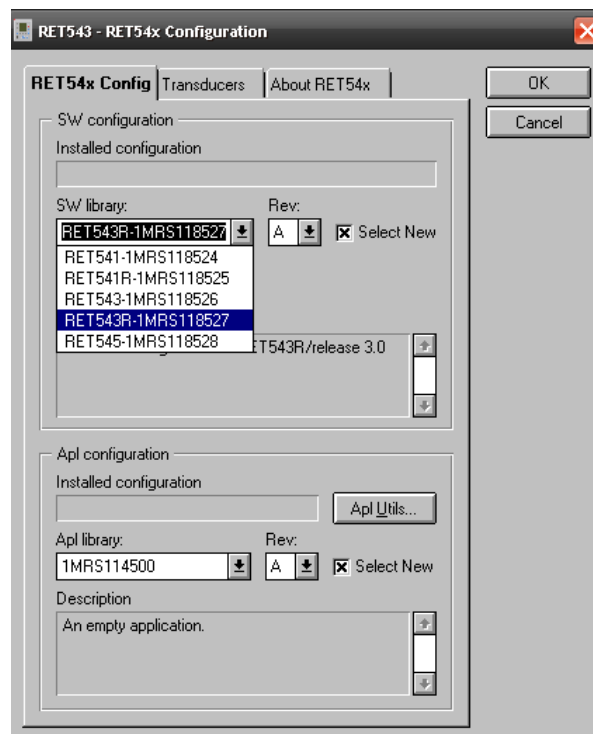 RET543 - RET54x Configuration
RET54x Config Transducers About RET54x
OK
Cancel
SW configuration
Installed configuration
SW library: Rev:
RET543R-1MRS118527 A Select New
RET541-1MRS118524
RET541R-1MRS118525
RET543-1MRS118526
RET543R-1MRS118527
RET545-1MRS118528 ET543R/release 3.0
Apl configuration
Installed configuration
Apl Utils...
Apl library: Rev:
1MRS114500 A Select New
Description
An empty application.